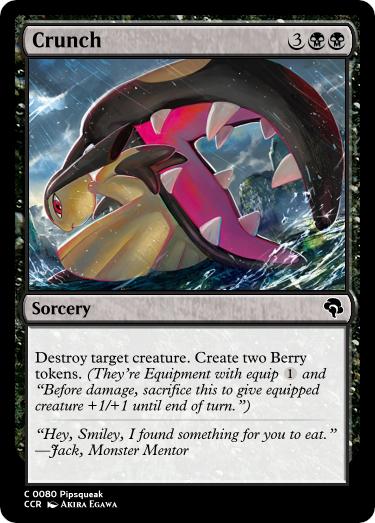 Crunch 3
Sorcery
Destroy target creature. Create two Berry
tokens. (They're Equipment with equip 1 and
“Before damage, sacrifice this to give equipped
creature +1/+1 until end of turn.”)
“Hey, Smiley, I found something for you to eat.”
—Jack, Monster Mentor
C 0080 Pipsqueak
CCR Akira Egawa